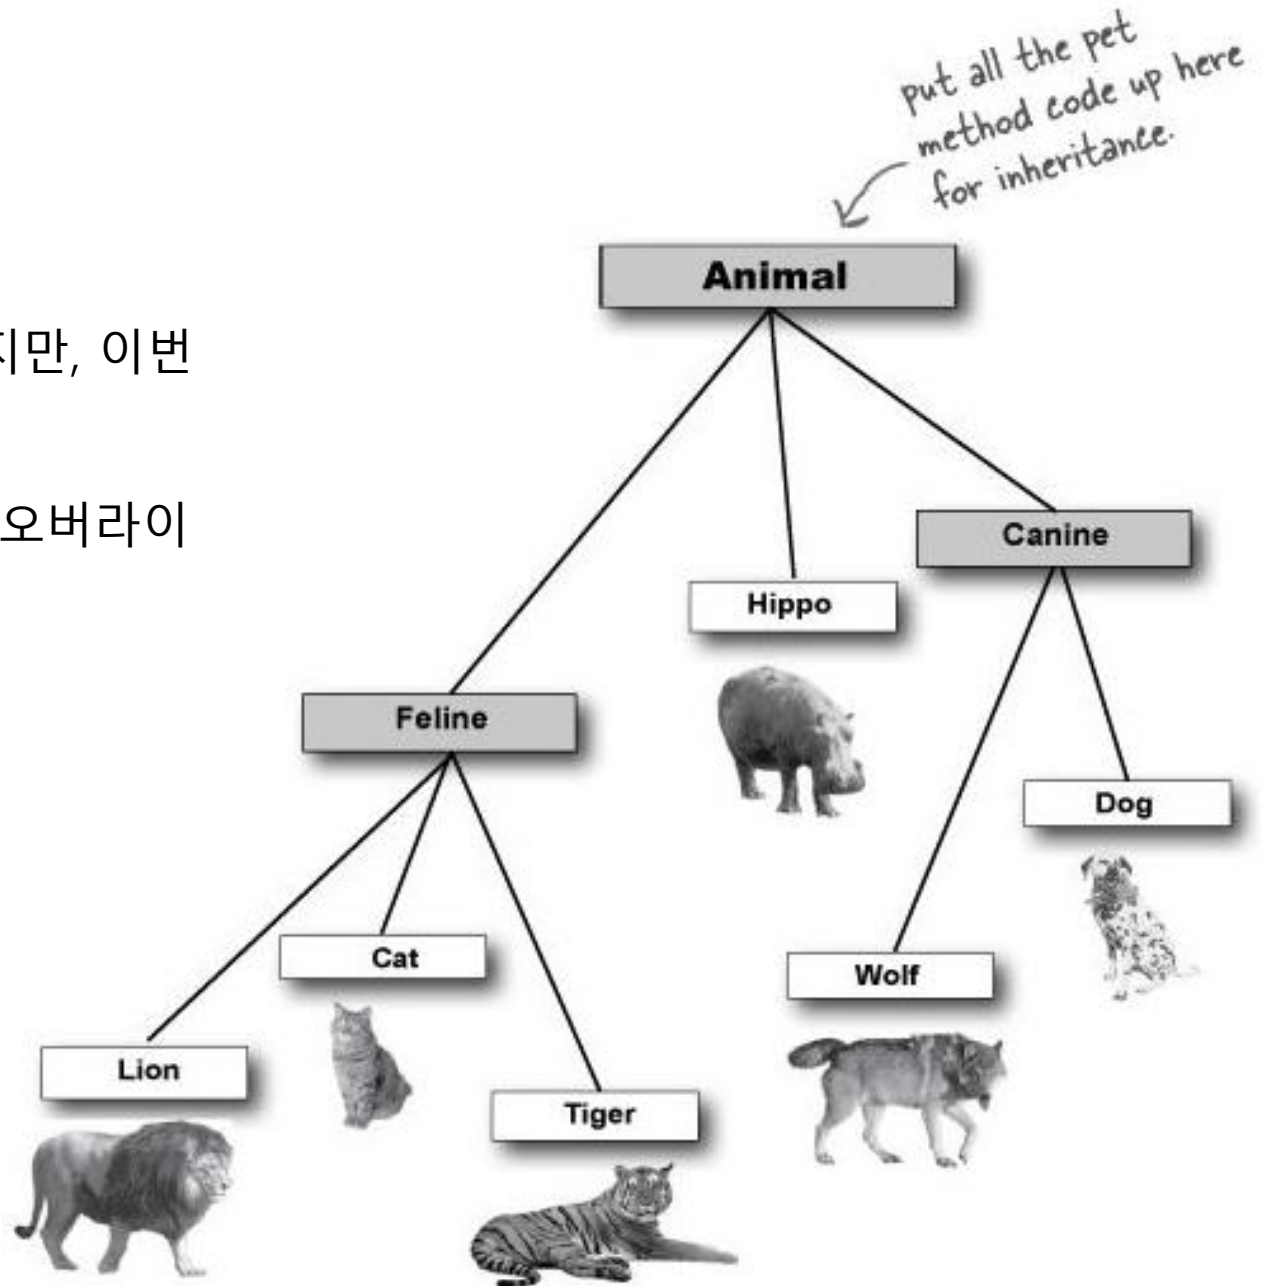 put all the pet
method code up here
for inheritance.
Animal
지만, 이번
오버라이
Canine
Hippo
Feline
Dog
Cat
Wolf
Lion
Tiger